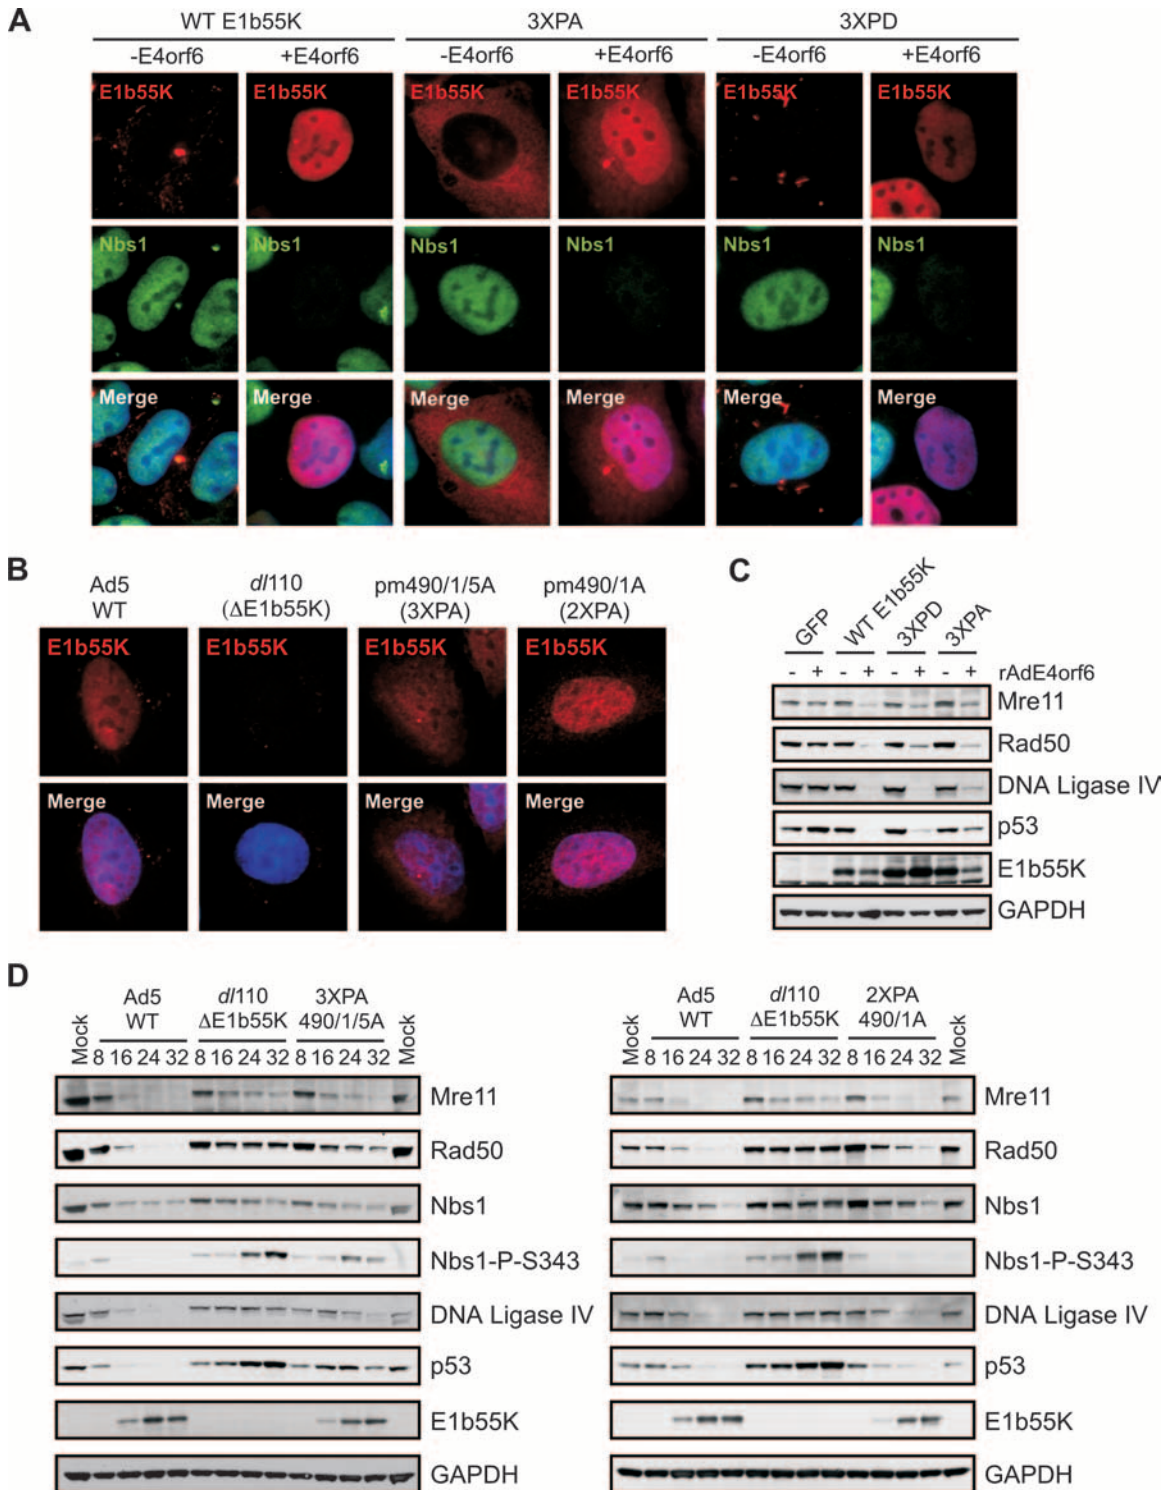 A
WT E1b55K 3XPA 3XPD
-E4orf6 +E4orf6 -E4orf6 +E4orf6 -E4orf6 +E4orf6
E1b55K E1b55K E1b55K E1b55K E1b55K E1b55K
Nbs1 Nbs1 Nbs1 Nbs1 Nbs1 Nbs1
Merge Merge Merge Merge Merge Merge
B
Ad5 dl110 pm490/1/5A pm490/1A
WT (ΔE1b55K) (3XPA) (2XPA)
E1b55K E1b55K E1b55K E1b55K
Merge Merge Merge Merge
C
GFP WT E1b55K 3XPD 3XPA
- + - + - + - + rAdE4orf6
Mre11
Rad50
DNA Ligase IV
p53
E1b55K
GAPDH
D
Mock Ad5 WT dl110 ΔE1b55K 3XPA 490/1/5A Mock
8 16 24 32 8 16 24 32 8 16 24 32
Mre11
Rad50
Nbs1
Nbs1-P-S343
DNA Ligase IV
p53
E1b55K
GAPDH
Mock Ad5 WT dl110 ΔE1b55K 2XPA 490/1A Mock
8 16 24 32 8 16 24 32 8 16 24 32
Mre11
Rad50
Nbs1
Nbs1-P-S343
DNA Ligase IV
p53
E1b55K
GAPDH